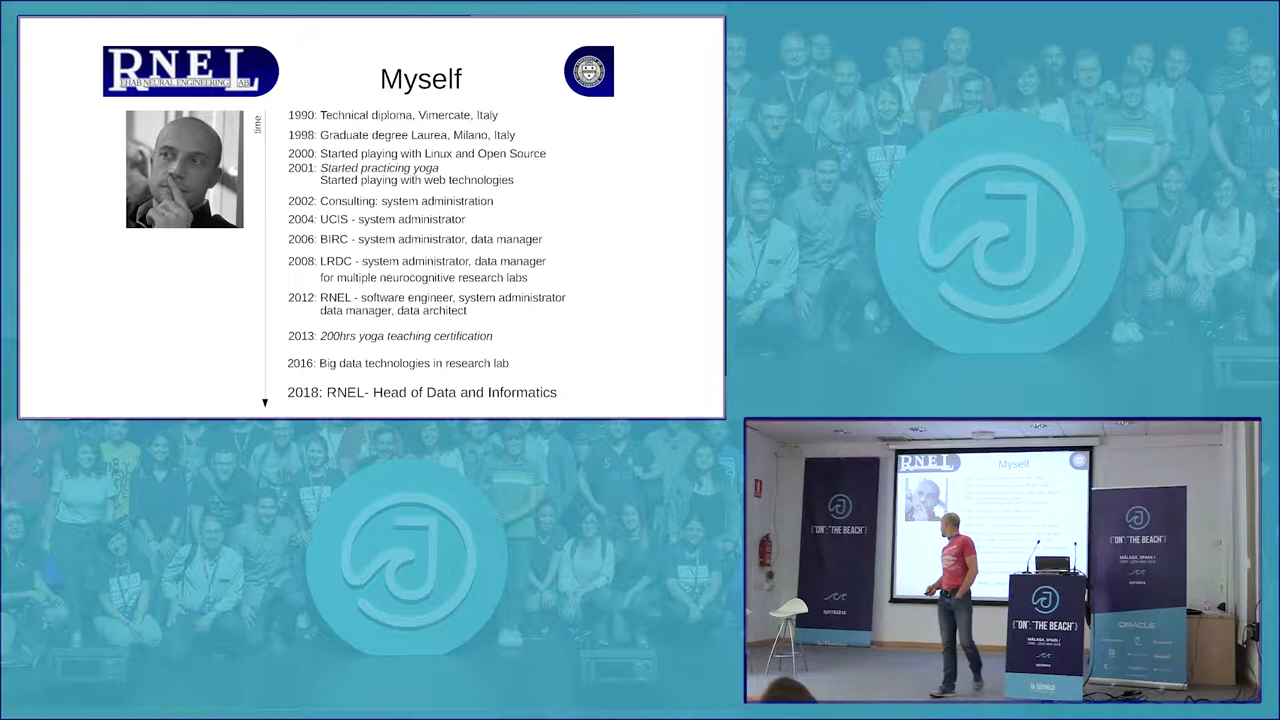 RNEL
REHAB NEURAL ENGINEERING LAB
Myself
time
1990: Technical diploma, Vimercate, Italy
1998: Graduate degree Laurea, Milano, Italy
2000: Started playing with Linux and Open Source
2001: Started practicing yoga
Started playing with web technologies
2002: Consulting: system administration
2004: UCIS - system administrator
2006: BIRC - system administrator, data manager
2008: LRDC - system administrator, data manager
for multiple neurocognitive research labs
2012: RNEL - software engineer, system administrator
data manager, data architect
2013: 200hrs yoga teaching certification
2016: Big data technologies in research lab
2018: RNEL- Head of Data and Informatics
RNEL
Myself
{"ON": "THE BEACH"}
#JOTB2018
{"ON": "THE BEACH"}
MÁLAGA, SPAIN /
ORACLE
{"ON": "THE BEACH"}
MÁLAGA, SPAIN /
la térmica